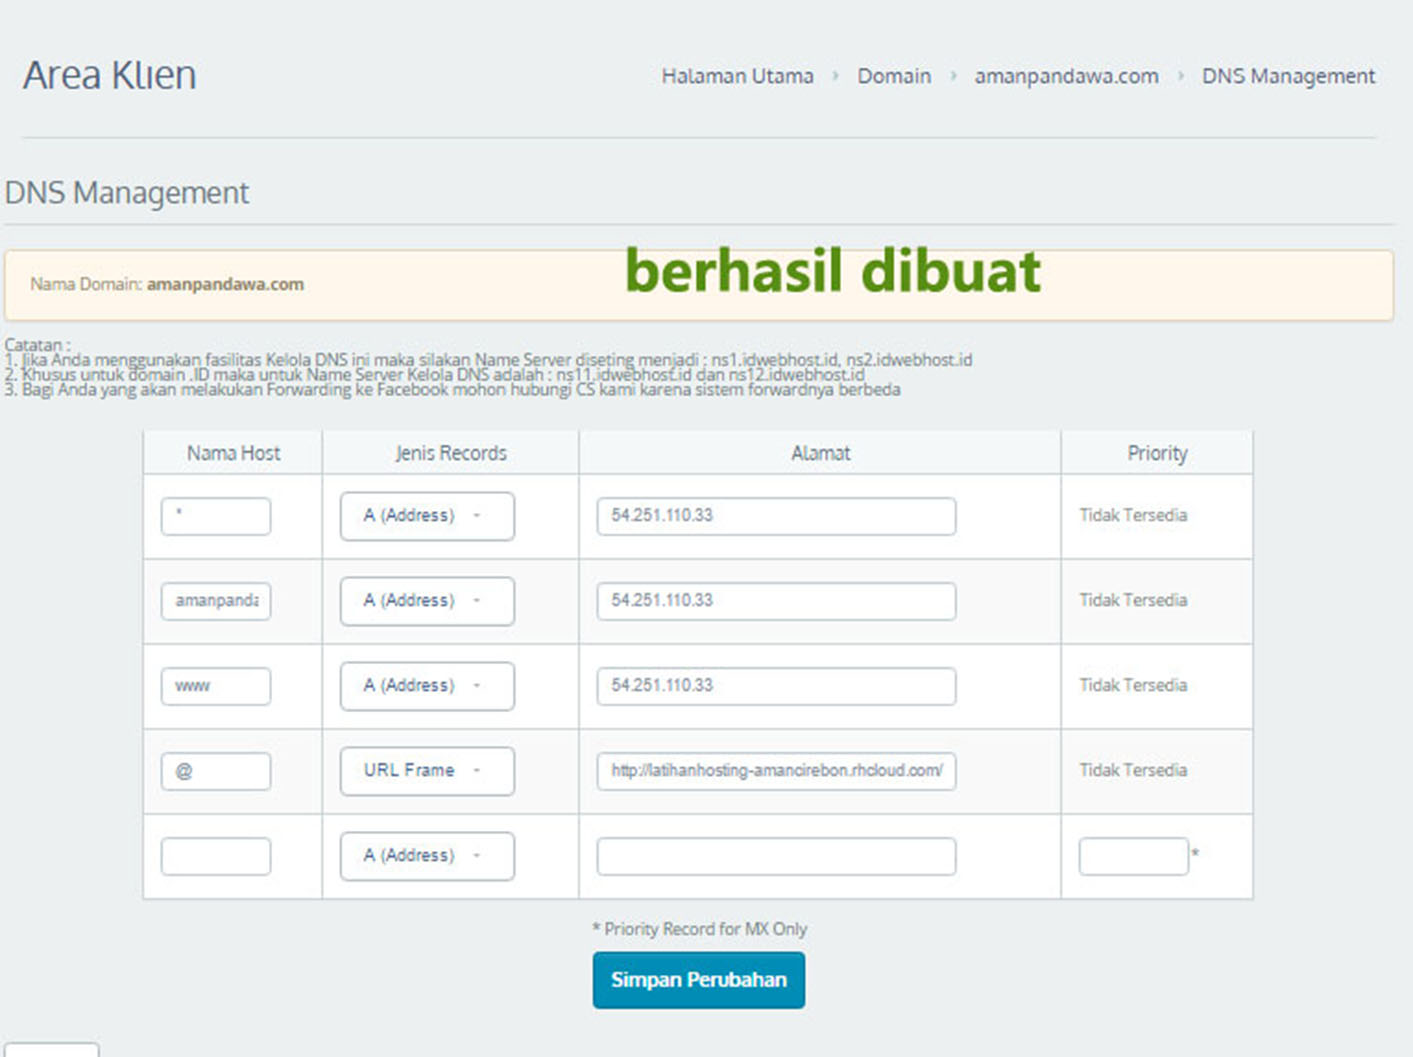 Area Klien
Halaman Utama › Domain › amanpandawa.com › DNS Management
DNS Management
Nama Domain: amanpandawa.com
berhasil dibuat
Catatan :
1. Jika Anda menggunakan fasilitas Kelola DNS ini maka silakan Name Server diseting menjadi : ns1.idwebhost.id, ns2.idwebhost.id
2. Khusus untuk domain .ID maka untuk Name Server Kelola DNS adalah : ns11.idwebhost.id dan ns12.idwebhost.id
3. Bagi Anda yang akan melakukan Forwarding ke Facebook mohon hubungi CS kami karena sistem forwardnya berbeda
Nama Host Jenis Records Alamat Priority
* A (Address) 54.251.110.33 Tidak Tersedia
amanpanda A (Address) 54.251.110.33 Tidak Tersedia
www A (Address) 54.251.110.33 Tidak Tersedia
@ URL Frame http://latihanhosting-amancirebon.rhcloud.com/ Tidak Tersedia
A (Address) *
* Priority Record for MX Only
Simpan Perubahan